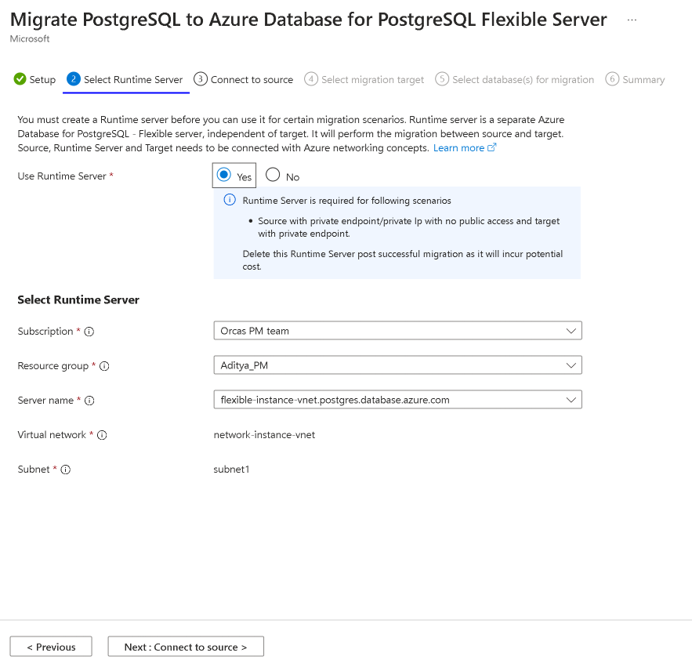 Migrate PostgreSQL to Azure Database for PostgreSQL Flexible Server ...
Microsoft
Setup 2 Select Runtime Server 3 Connect to source 4 Select migration target 5 Select database(s) for migration 6 Summary
You must create a Runtime server before you can use it for certain migration scenarios. Runtime server is a separate Azure
Database for PostgreSQL - Flexible server, independent of target. It will perform the migration between source and target.
Source, Runtime Server and Target needs to be connected with Azure networking concepts. Learn more
Use Runtime Server * Yes No
Runtime Server is required for following scenarios
• Source with private endpoint/private Ip with no public access and target
with private endpoint.
Delete this Runtime Server post successful migration as it will incur potential
cost.
Select Runtime Server
Subscription * Orcas PM team
Resource group * Aditya_PM
Server name * flexible-instance-vnet.postgres.database.azure.com
Virtual network * network-instance-vnet
Subnet * subnet1
< Previous Next : Connect to source >